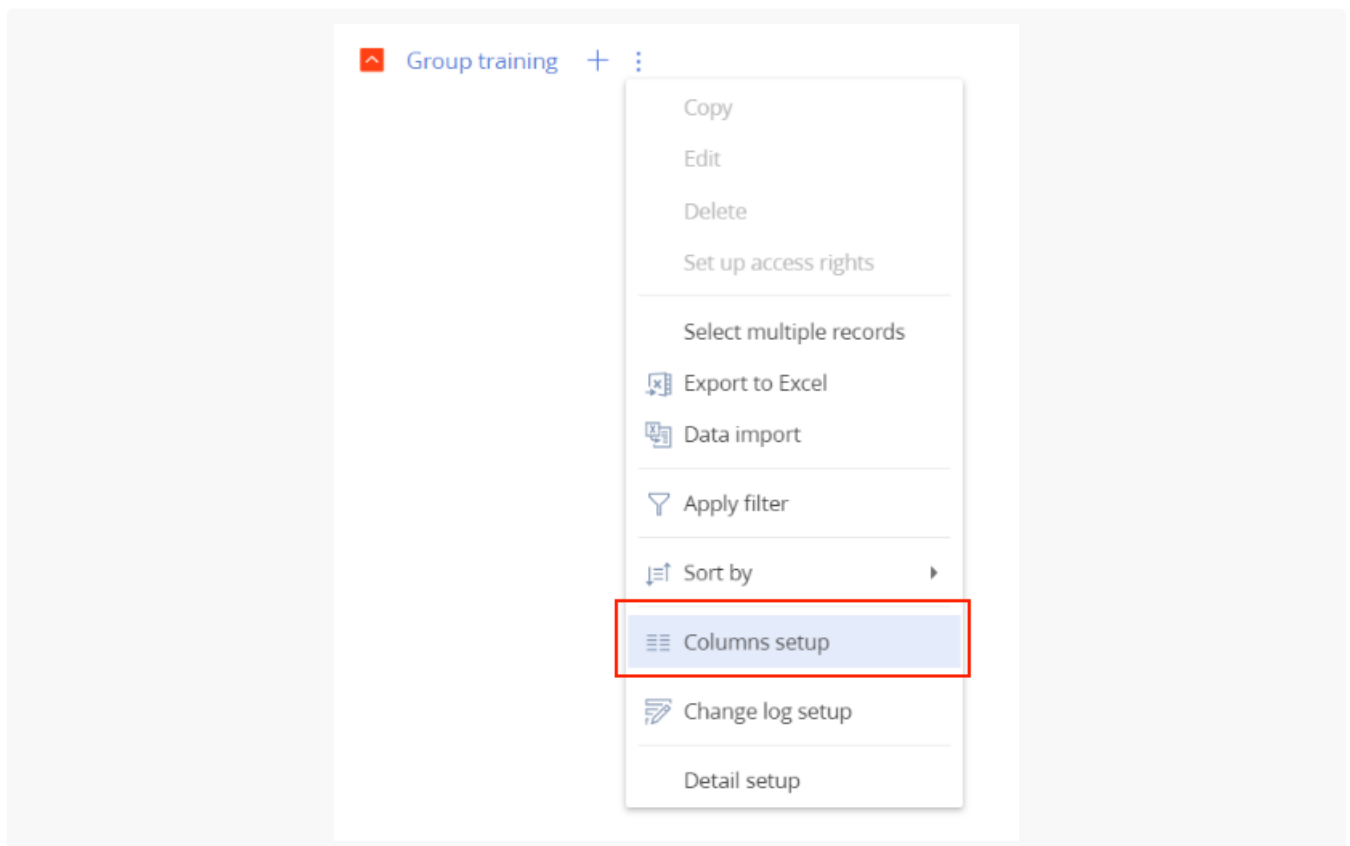 Group training
Copy
Edit
Delete
Set up access rights
Select multiple records
Export to Excel
Data import
Apply filter
Sort by
Columns setup
Change log setup
Detail setup